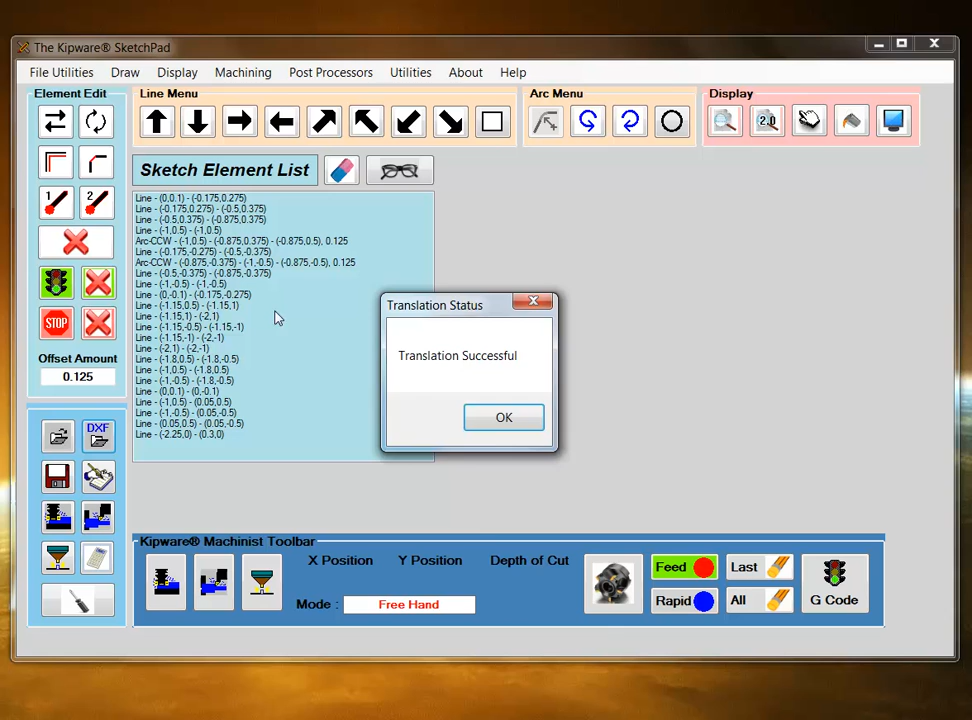 The Kipware® SketchPad
File Utilities Draw Display Machining Post Processors Utilities About Help
Element Edit
Line Menu
Arc Menu
Display
2.0
1 2
STOP
Offset Amount
0.125
DXF
Sketch Element List
Line - (0,0.1) - (-0.175,0.275)
Line - (-0.175,0.275) - (-0.5,0.375)
Line - (-0.5,0.375) - (-0.875,0.375)
Line - (-1,0.5) - (-1,0.5)
Arc-CCW - (-1,0.5) - (-0.875,0.375) - (-0.875,0.5), 0.125
Line - (-0.175,-0.275) - (-0.5,-0.375)
Arc-CCW - (-0.875,-0.375) - (-1,-0.5) - (-0.875,-0.5), 0.125
Line - (-0.5,-0.375) - (-0.875,-0.375)
Line - (-1,-0.5) - (-1,-0.5)
Line - (0,-0.1) - (-0.175,-0.275)
Line - (-1.15,0.5) - (-1.15,1)
Line - (-1.15,1) - (-2,1)
Line - (-1.15,-0.5) - (-1.15,-1)
Line - (-1.15,-1) - (-2,-1)
Line - (-2,1) - (-2,-1)
Line - (-1.8,0.5) - (-1.8,-0.5)
Line - (-1,0.5) - (-1.8,0.5)
Line - (-1,-0.5) - (-1.8,-0.5)
Line - (0,0.1) - (0,-0.1)
Line - (-1,0.5) - (0.05,0.5)
Line - (-1,-0.5) - (0.05,-0.5)
Line - (0.05,0.5) - (0.05,-0.5)
Line - (-2.25,0) - (0.3,0)
Translation Status
Translation Successful
OK
Kipware® Machinist Toolbar
X Position Y Position Depth of Cut
Mode : Free Hand
Feed Last
Rapid All
G Code